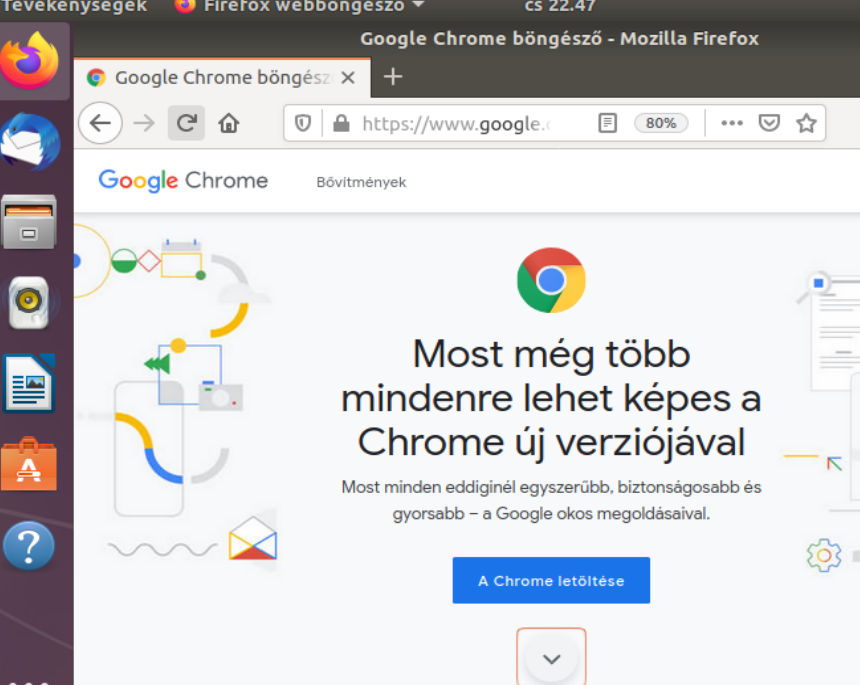 Tevékenységek Firefox webböngésző cs 22.47
Google Chrome böngésző - Mozilla Firefox
Google Chrome böngész
https://www.google.c 80%
Google Chrome Bővítmények
Most még több
mindenre lehet képes a
Chrome új verziójával
Most minden eddiginél egyszerűbb, biztonságosabb és
gyorsabb – a Google okos megoldásaival.
A Chrome letöltése